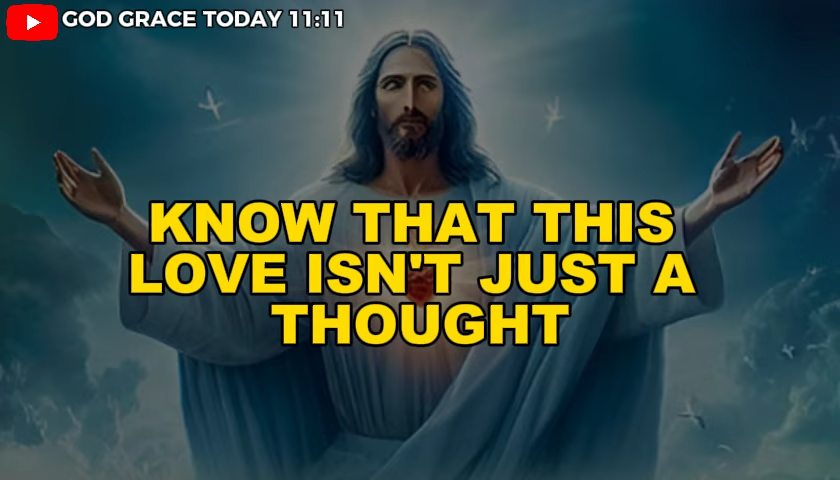 GOD GRACE TODAY 11:11
KNOW THAT THIS
LOVE ISN'T JUST A
THOUGHT